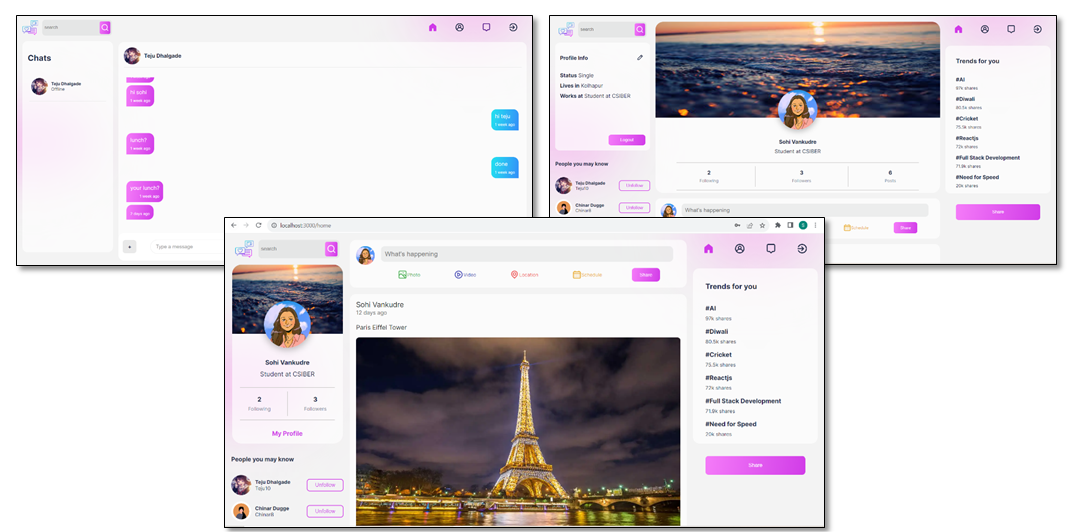 search
Chats
Teju Dhalgade
Offline
Teju Dhalgade
hi sohi
1 week ago
hi teju
1 week ago
lunch?
1 week ago
done
1 week ago
your lunch?
1 week ago
7 days ago
+
Type a message
search
Profile Info
Status Single
Lives in Kolhapur
Works at Student at CSIBER
Logout
People you may know
Teju Dhalgade
Teju10
Unfollow
Chinar Dugge
Chinar8
Unfollow
Sohi Vankudre
Student at CSIBER
2
Following
3
Followers
6
Posts
What's happening
Schedule
Share
Trends for you
#AI
97k shares
#Diwali
80.5k shares
#Cricket
75.5k shares
#Reactjs
72k shares
#Full Stack Development
71.9k shares
#Need for Speed
20k shares
Share
localhost:3000/home
S
search
Sohi Vankudre
Student at CSIBER
2
Following
3
Followers
My Profile
People you may know
Teju Dhalgade
Teju10
Unfollow
Chinar Dugge
Chinar8
Unfollow
What's happening
Photo
Video
Location
Schedule
Share
Sohi Vankudre
12 days ago
Paris Eiffel Tower
Trends for you
#AI
97k shares
#Diwali
80.5k shares
#Cricket
75.5k shares
#Reactjs
72k shares
#Full Stack Development
71.9k shares
#Need for Speed
20k shares
Share